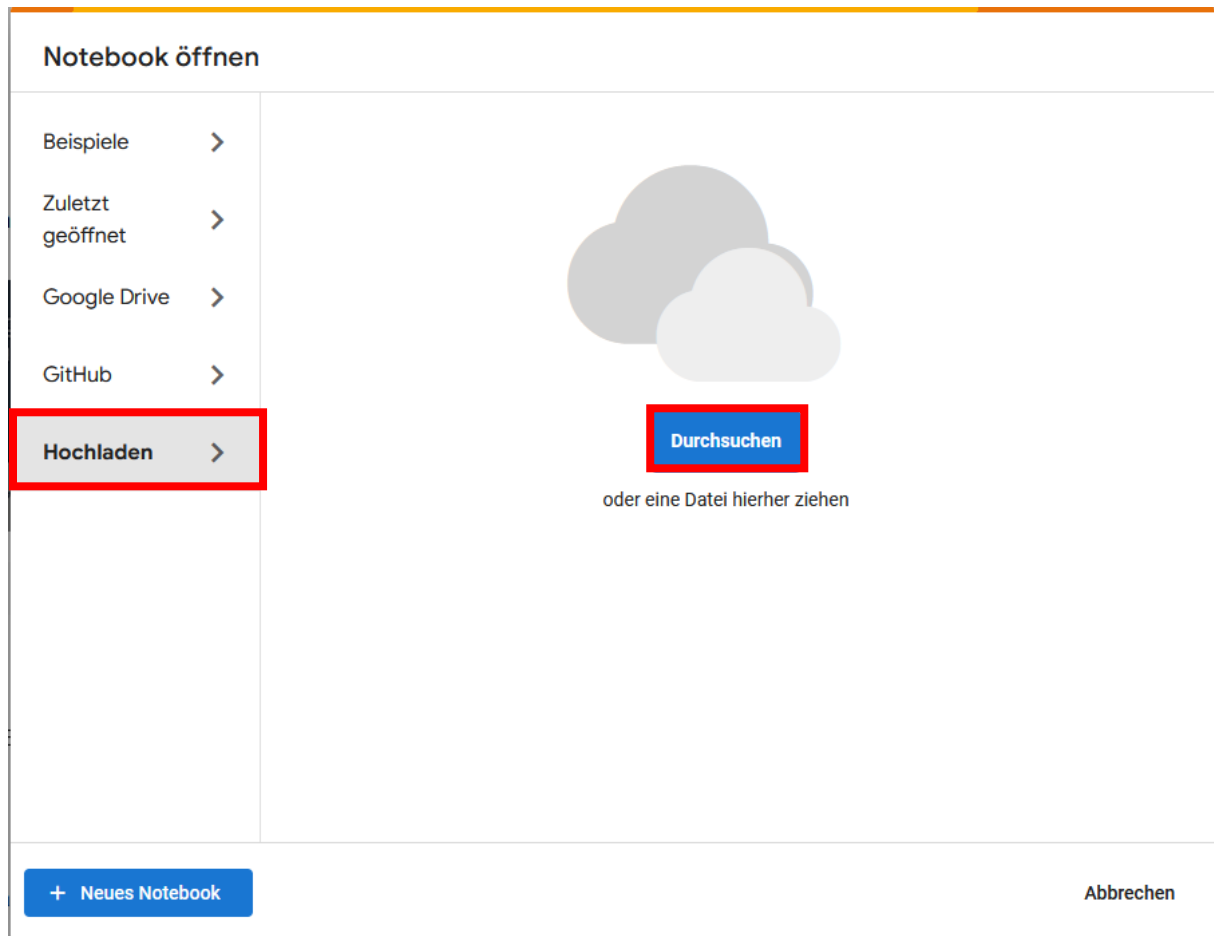 Notebook öffnen
Beispiele
Zuletzt
geöffnet
Google Drive
GitHub
Hochladen
Durchsuchen
oder eine Datei hierher ziehen
+ Neues Notebook
Abbrechen